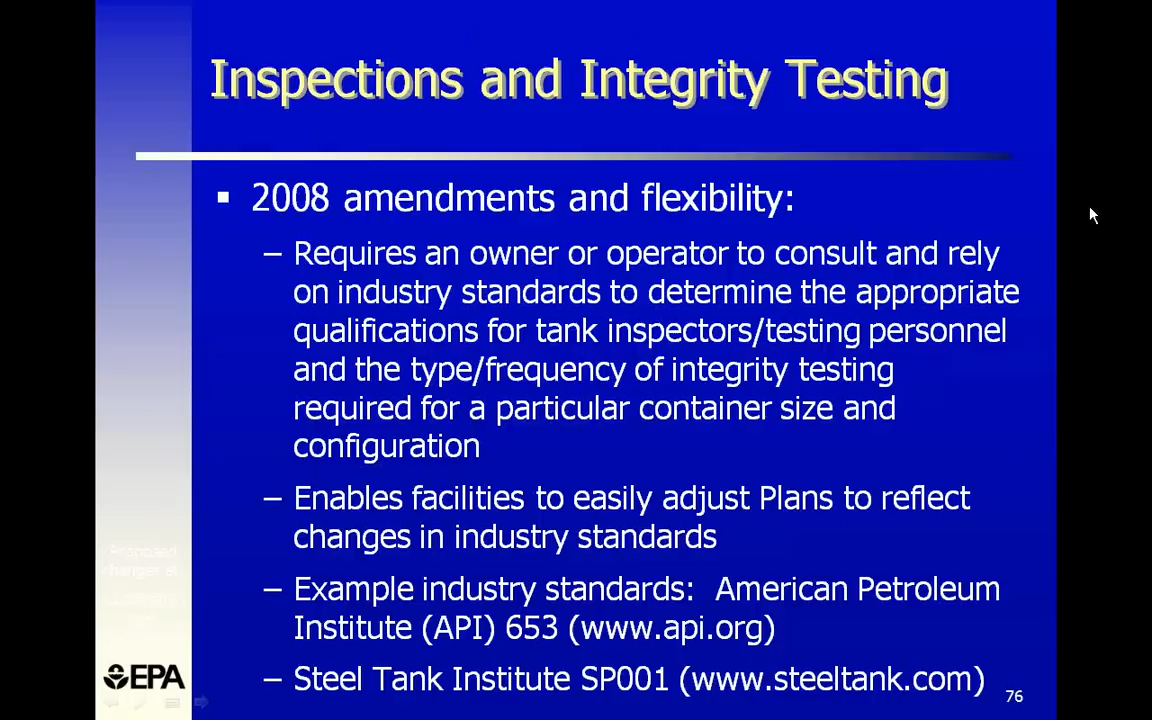 Inspections and Integrity Testing
▪ 2008 amendments and flexibility:
– Requires an owner or operator to consult and rely
on industry standards to determine the appropriate
qualifications for tank inspectors/testing personnel
and the type/frequency of integrity testing
required for a particular container size and
configuration
– Enables facilities to easily adjust Plans to reflect
changes in industry standards
– Example industry standards:  American Petroleum
Institute (API) 653 (www.api.org)
– Steel Tank Institute SP001 (www.steeltank.com)
Proposed
EPA
76